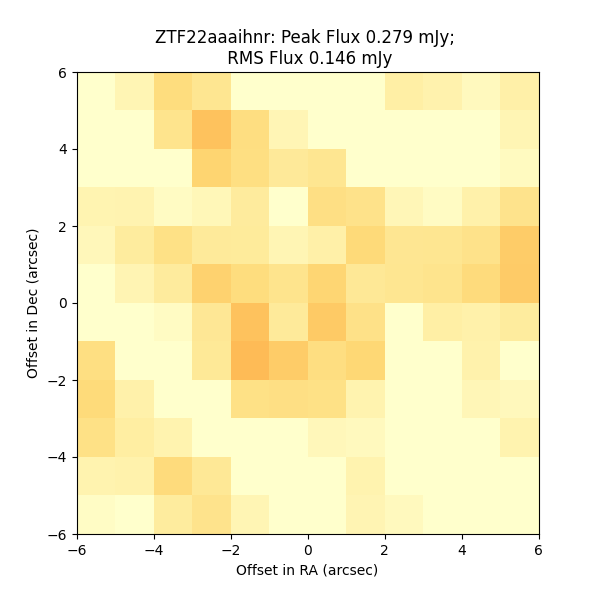 ZTF22aaaihnr: Peak Flux 0.279 mJy;
RMS Flux 0.146 mJy
6
4
2
0
−2
−4
−6
Offset in Dec (arcsec)
−6 −4 −2 0 2 4 6
Offset in RA (arcsec)